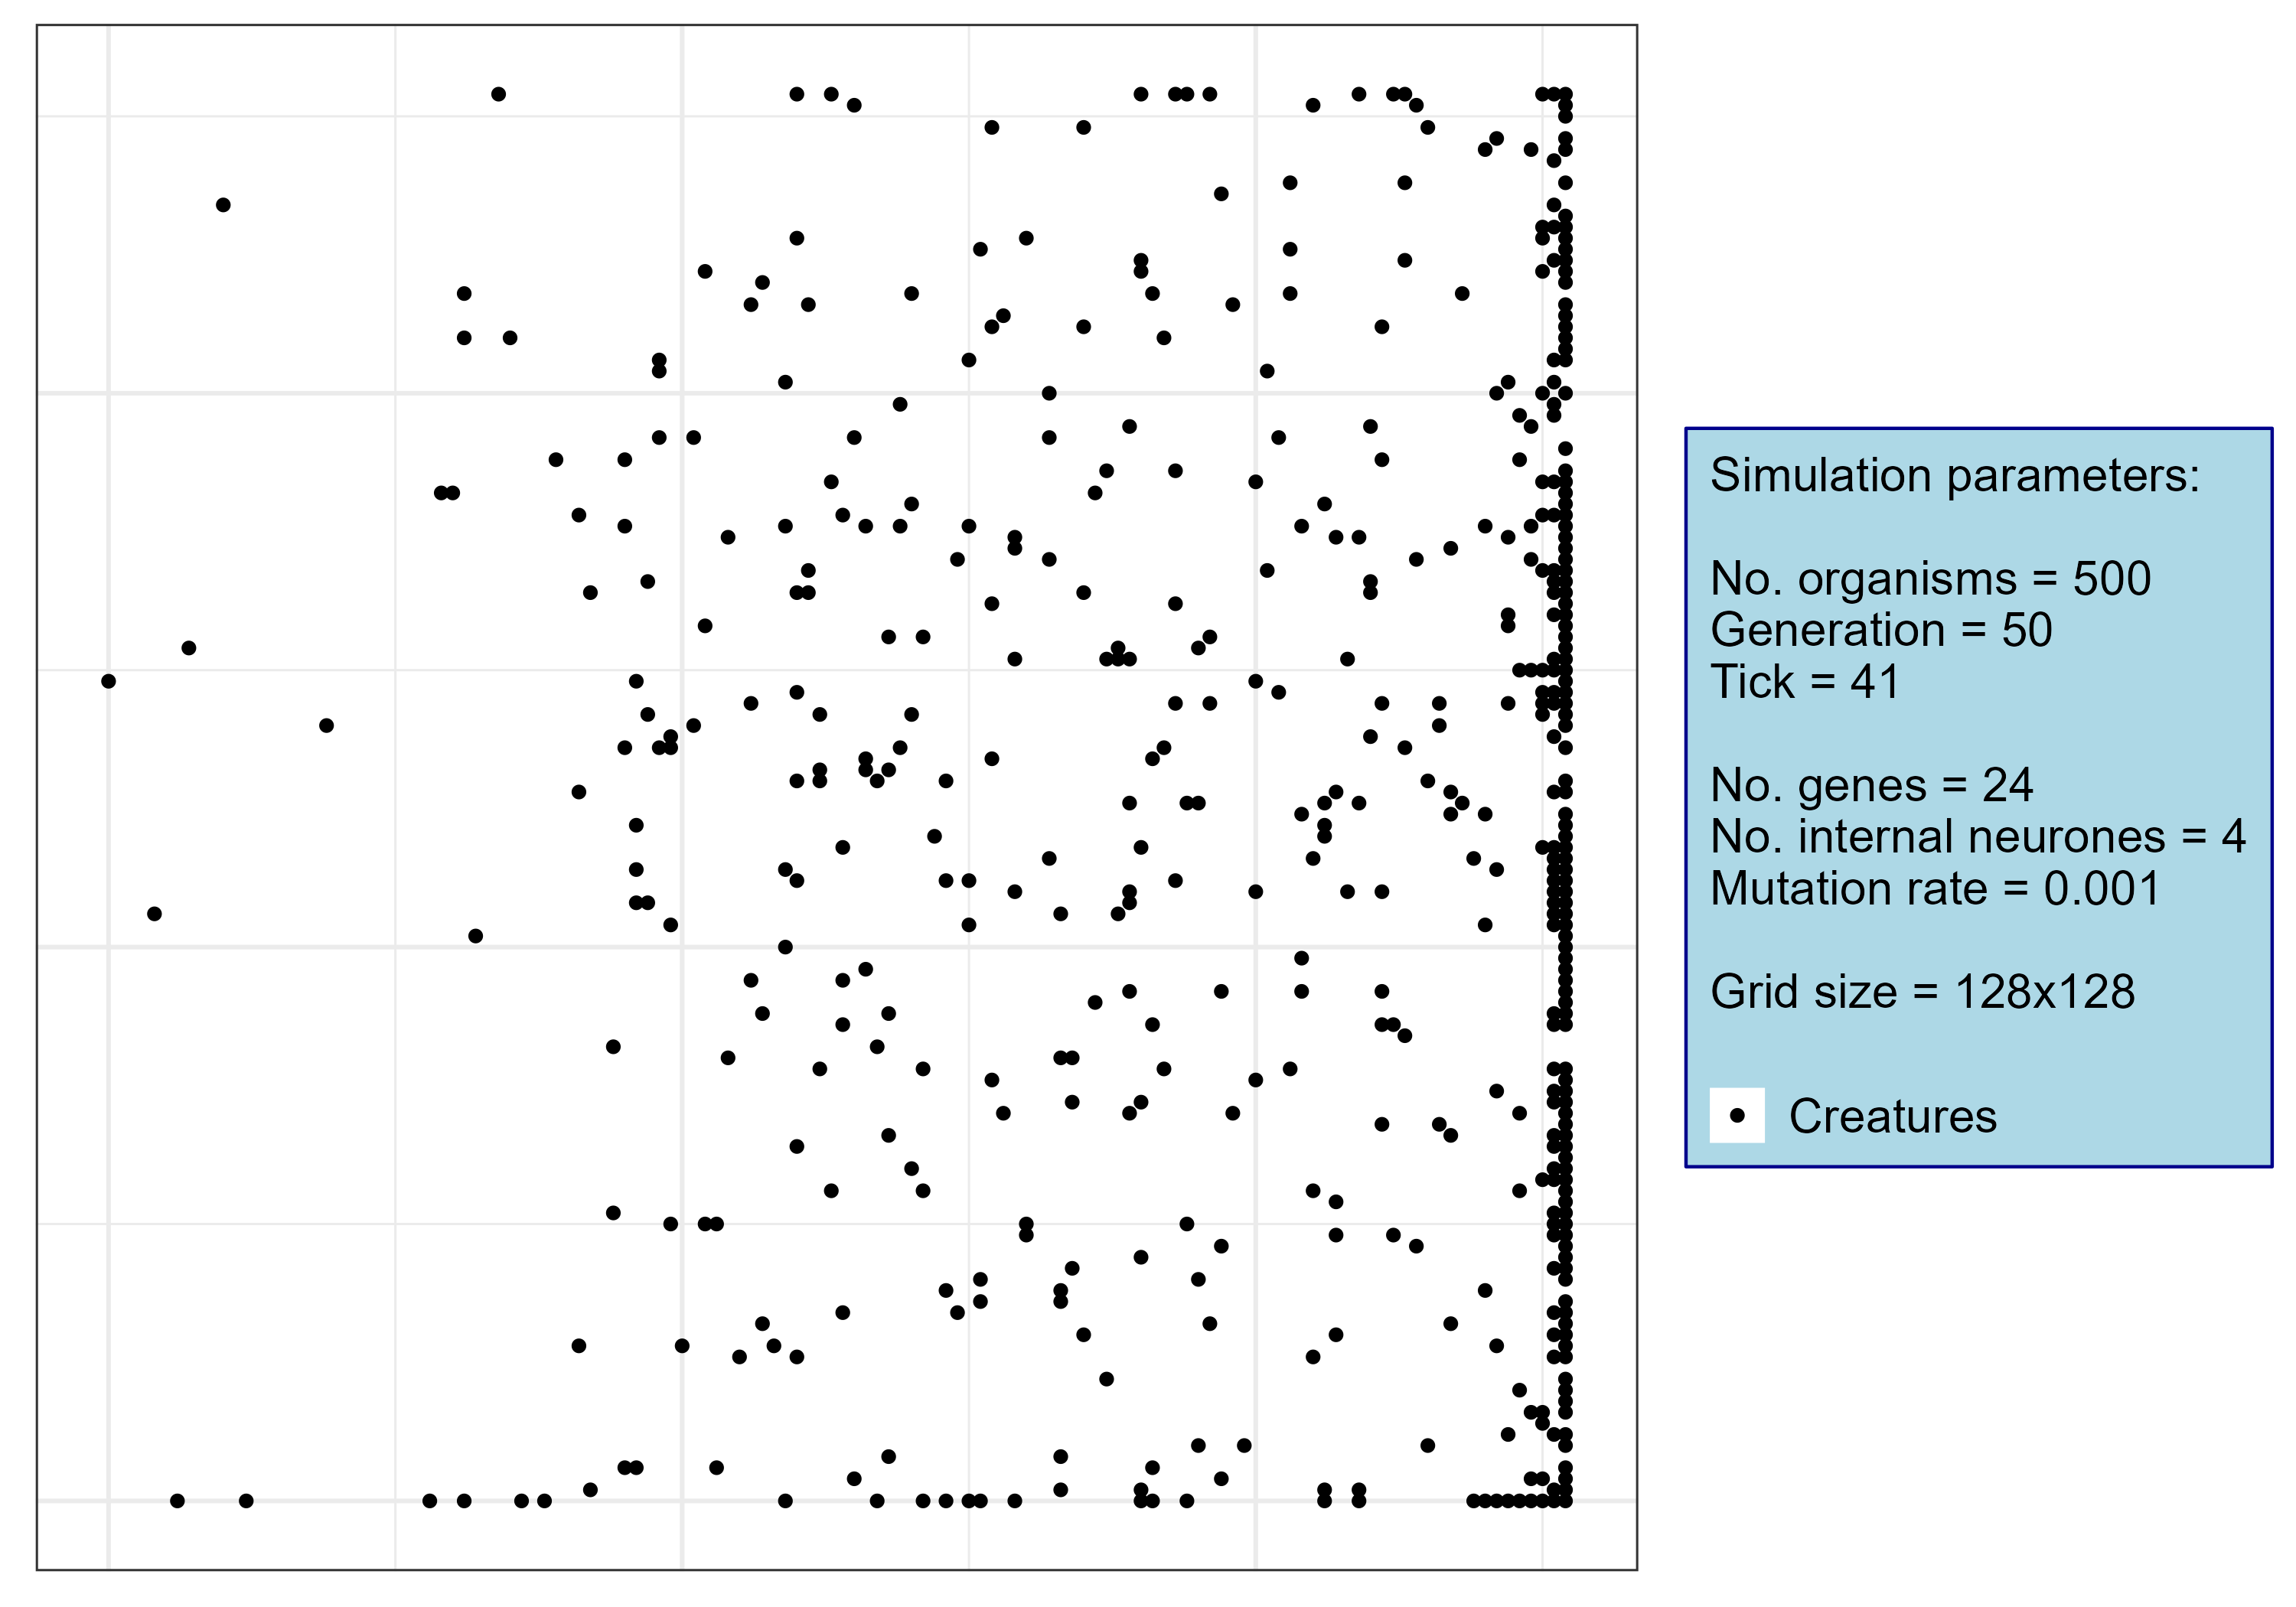 Simulation parameters:
No. organisms = 500
Generation = 50
Tick = 41
No. genes = 24
No. internal neurones = 4
Mutation rate = 0.001
Grid size = 128x128
Creatures